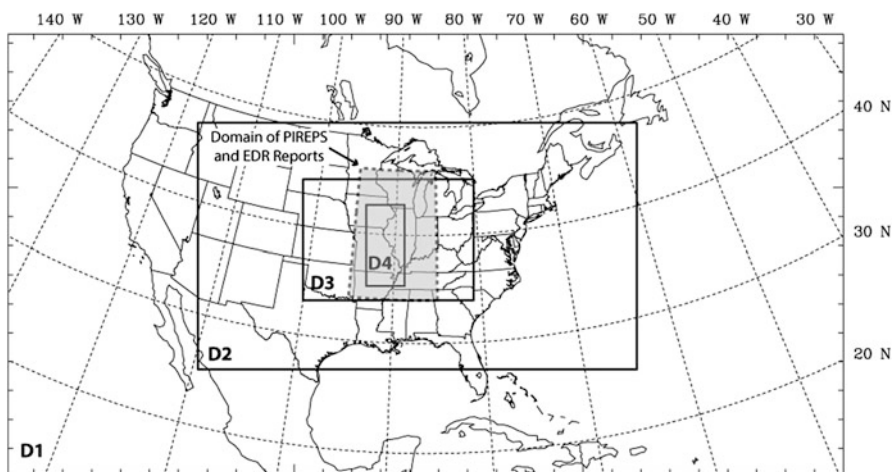 140 W 120 W 110 W 100 W 90 W 80 W 70 W 60 W 50 W 40 W 30 W
40 N
Domain of PIREPS
and EDR Reports
30 N
D4
D3
D2
20 N
D1